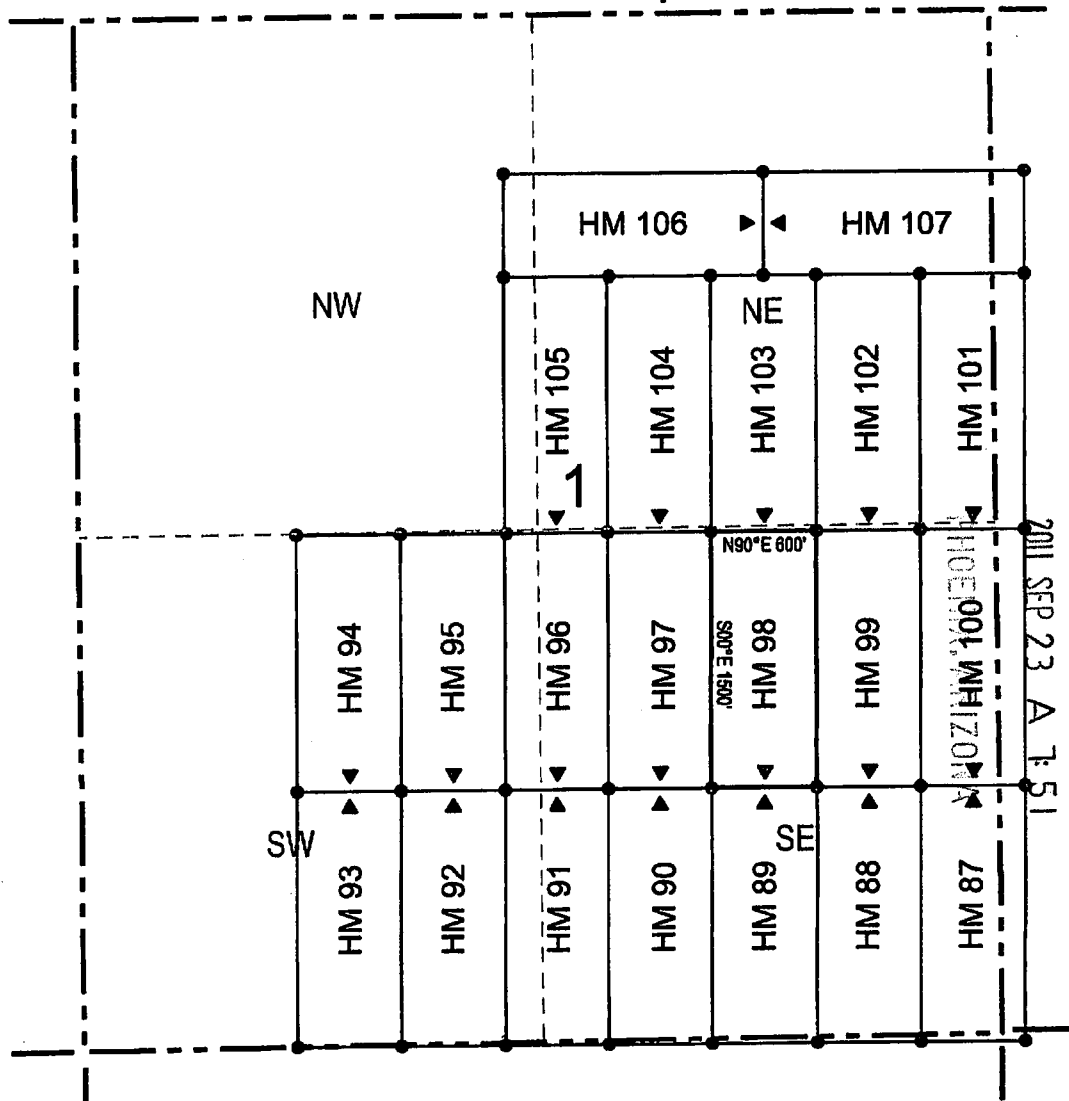 HM 106
HM 107
NW
NE
HM 105
HM 104
HM 103
HM 102
HM 101
1
N90°E 600'
S00°E 1500'
HM 94
HM 95
HM 96
HM 97
HM 98
HM 99
HM 100
SW
SE
HM 93
HM 92
HM 91
HM 90
HM 89
HM 88
HM 87
2011 SEP 23 A 7:51
PHOENIX, ARIZONA